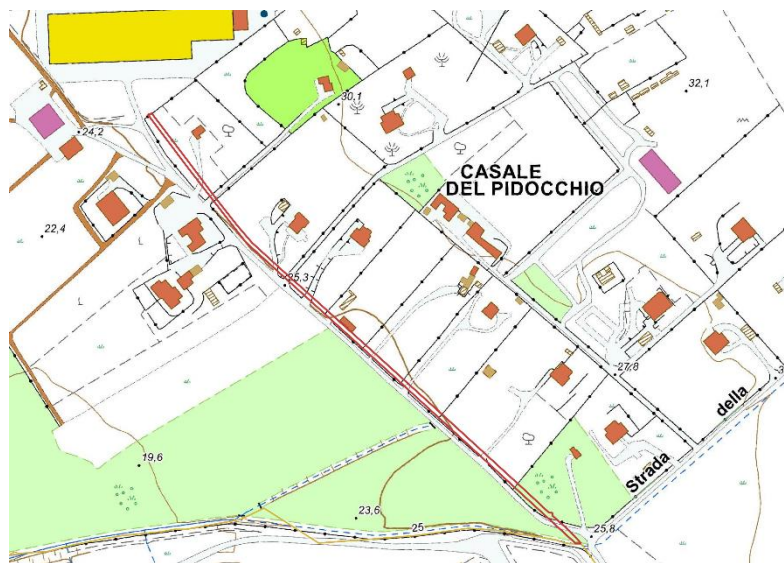 30,1
32,1
24,2
CASALE
DEL PIDOCCHIO
22,4
25,3
27,8
della
Strada
19,6
23,6
25
25,8